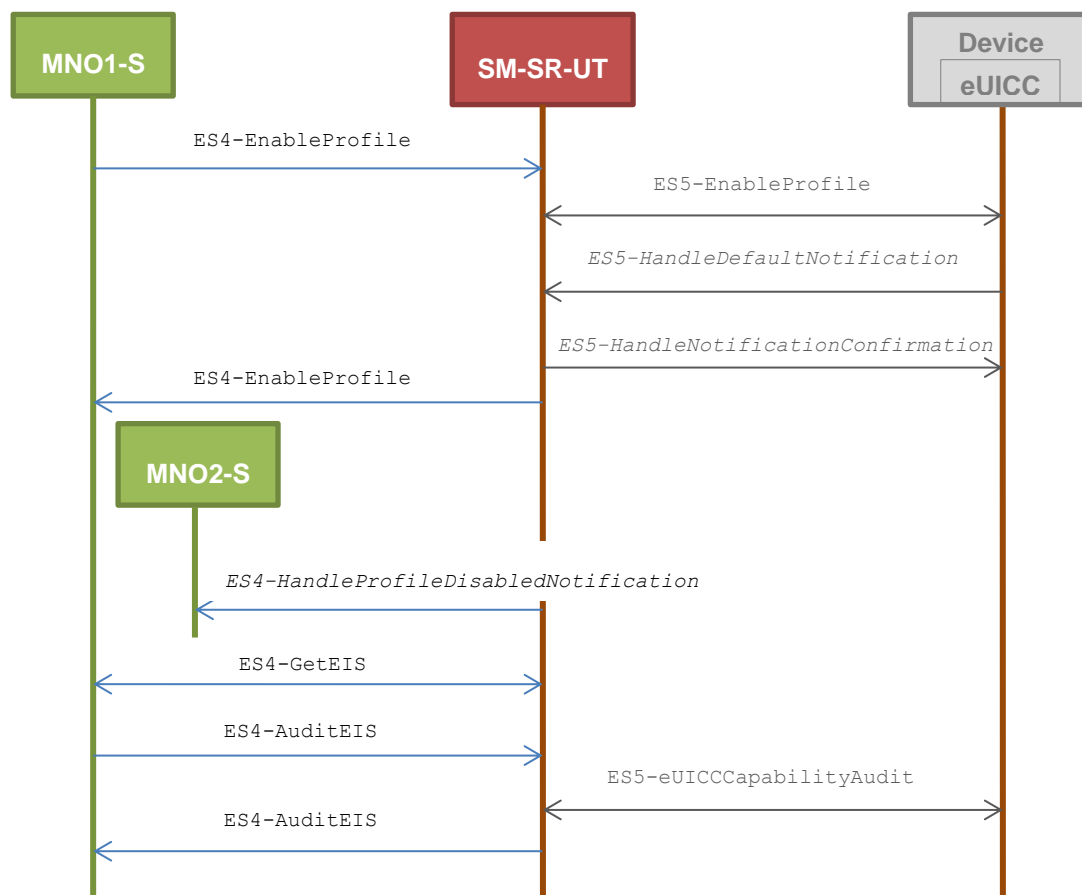 MNO1-S
SM-SR-UT
Device
eUICC
ES4-EnableProfile
ES5-EnableProfile
ES5-HandleDefaultNotification
ES5-HandleNotificationConfirmation
ES4-EnableProfile
MNO2-S
ES4-HandleProfileDisabledNotification
ES4-GetEIS
ES4-AuditEIS
ES5-eUICCCapabilityAudit
ES4-AuditEIS